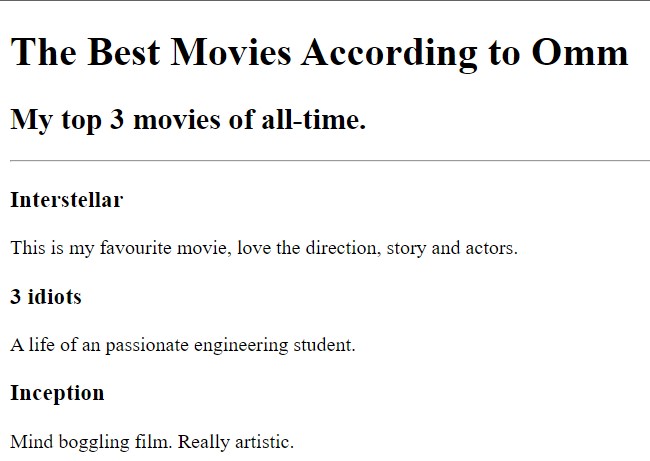 The Best Movies According to Omm
My top 3 movies of all-time.
Interstellar
This is my favourite movie, love the direction, story and actors.
3 idiots
A life of an passionate engineering student.
Inception
Mind boggling film. Really artistic.